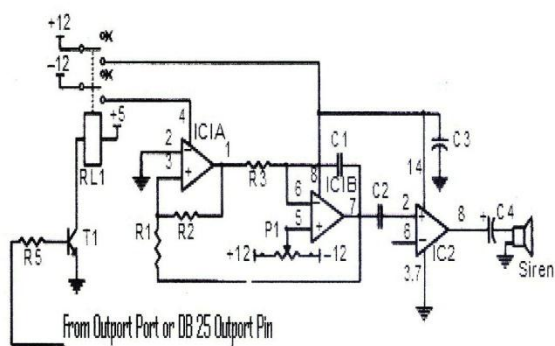 +12
-12
+5
RL1
4
IC1A
2
3
1
R3
8
C1
IC1B
6
5
7
C2
14
C3
2
6
8
C4
IC2
3.7
Siren
R1
R2
P1
+12
-12
T1
R5
From Outport Port or DB 25 Outport Pin